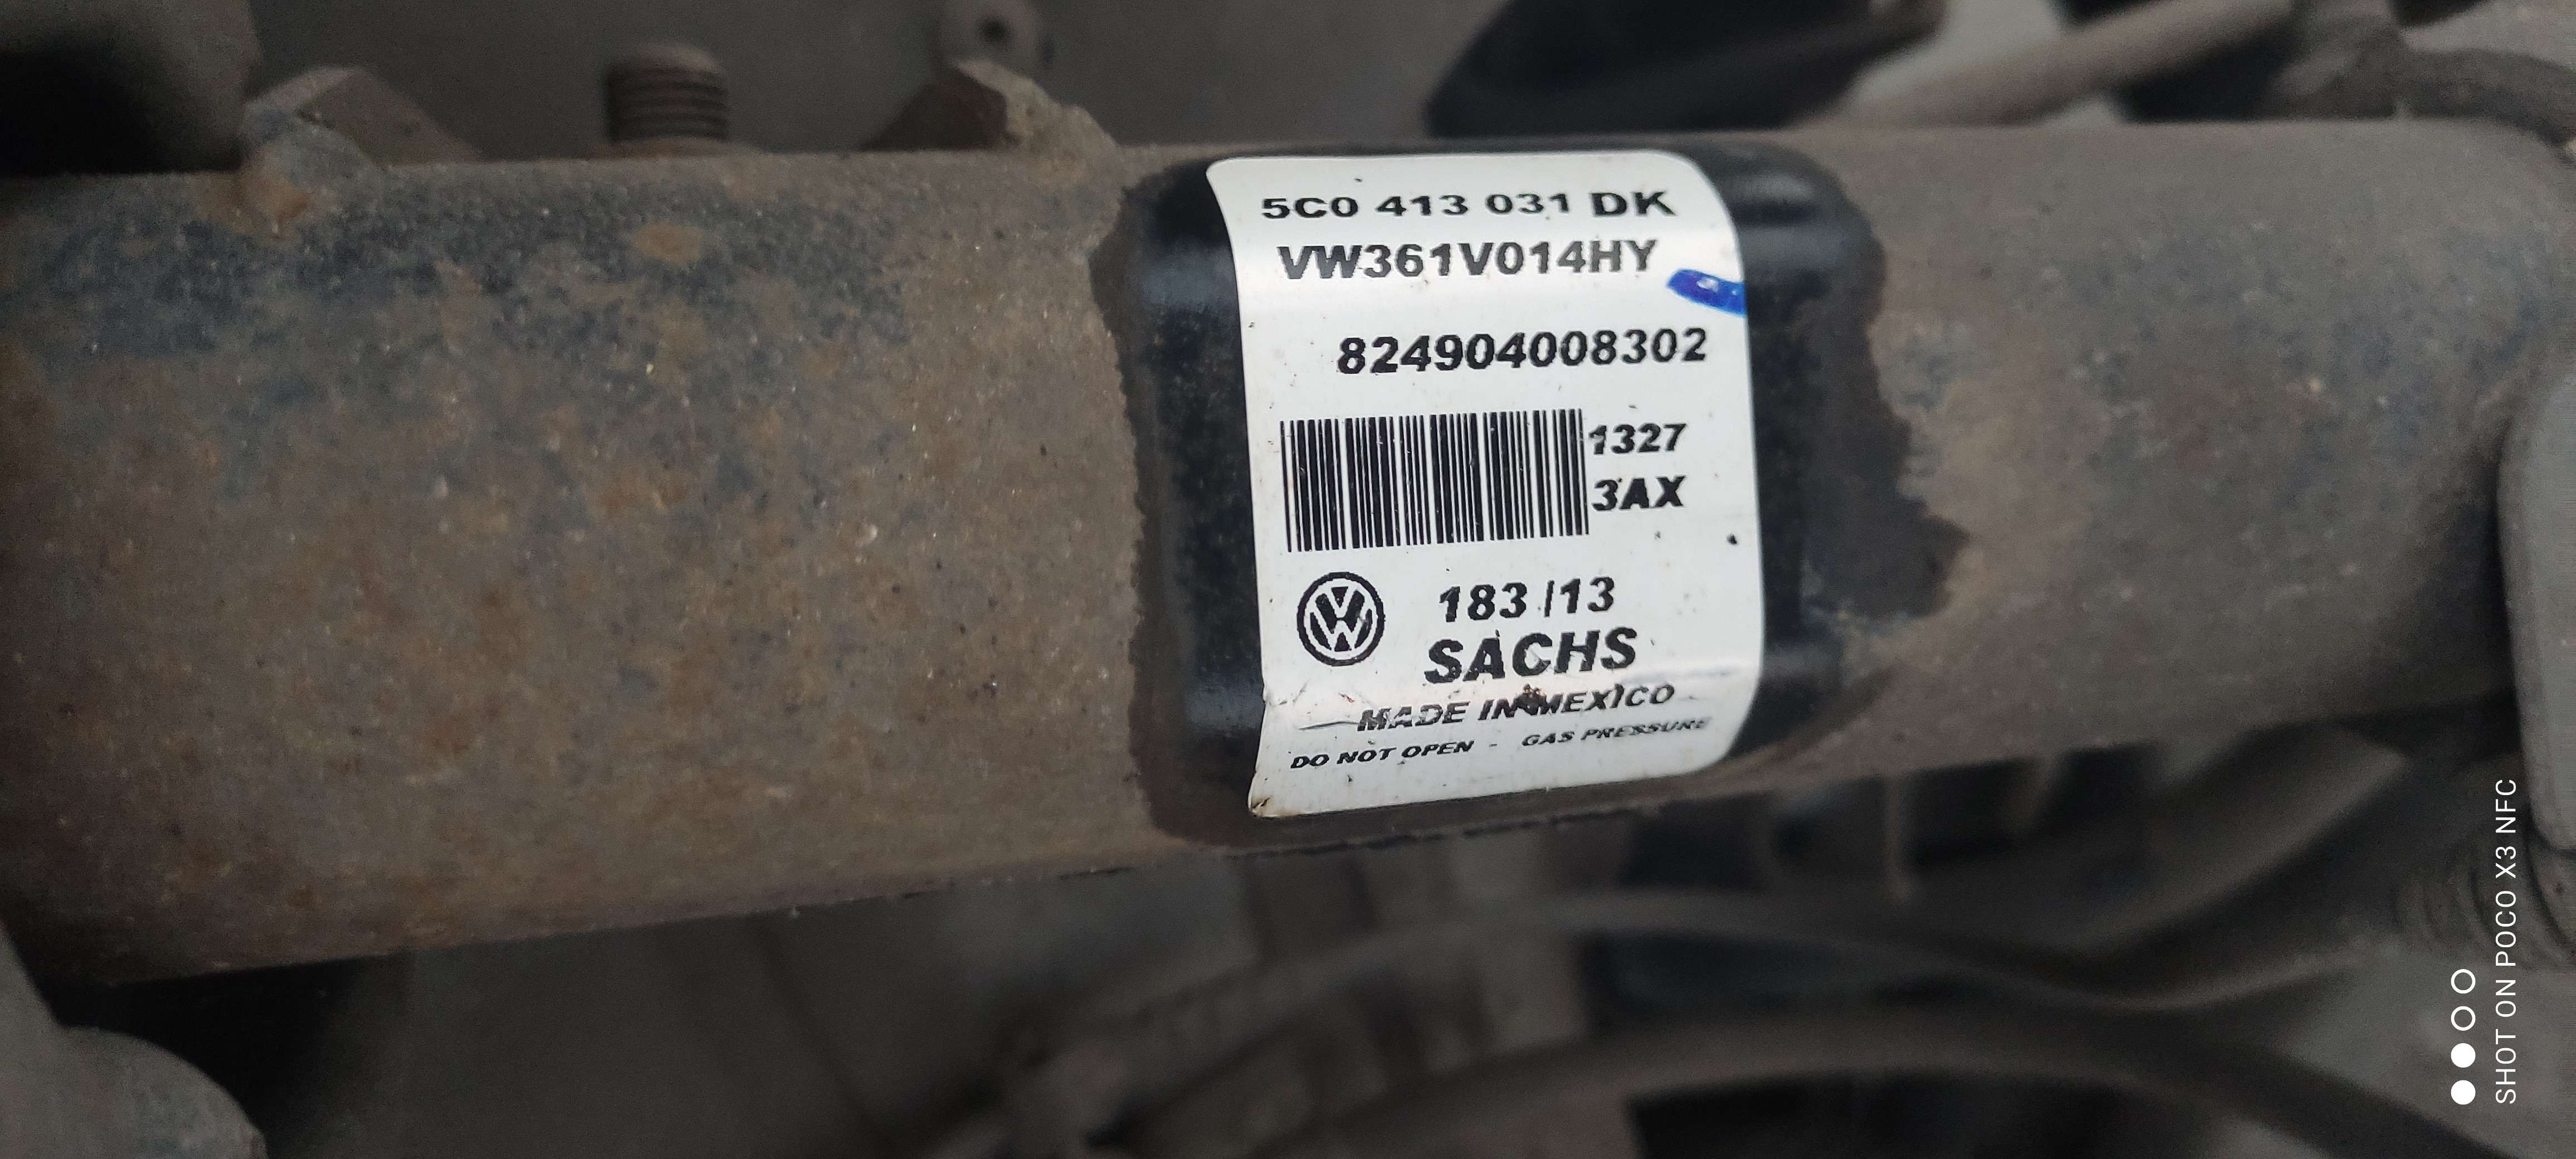 5C0 413 031 DK
VW361V014HY
824904008302
1327
3AX
183 /13
SACHS
MADE IN MEXICO
DO NOT OPEN - GAS PRESSURE
SHOT ON POCO X3 NFC